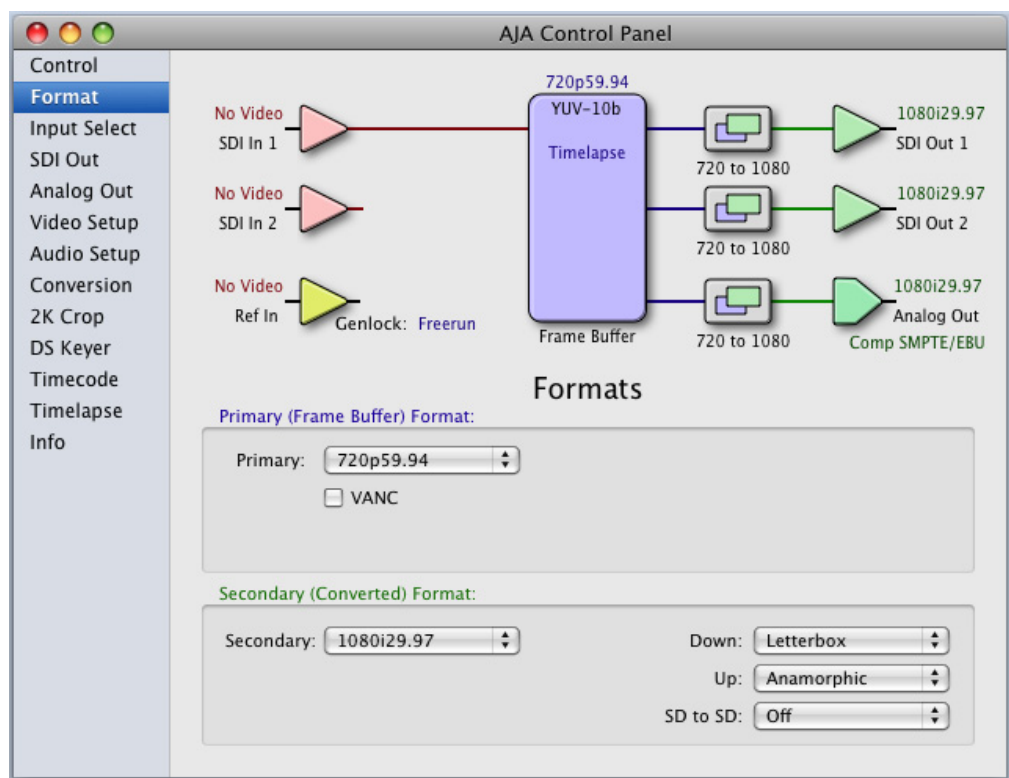 AJA Control Panel
Control
Format
Input Select
SDI Out
Analog Out
Video Setup
Audio Setup
Conversion
2K Crop
DS Keyer
Timecode
Timelapse
Info
720p59.94
YUV-10b
Timelapse
Frame Buffer
No Video
SDI In 1
No Video
SDI In 2
No Video
Ref In
Genlock: Freerun
720 to 1080
1080i29.97
SDI Out 1
720 to 1080
1080i29.97
SDI Out 2
720 to 1080
1080i29.97
Analog Out
Comp SMPTE/EBU
Formats
Primary (Frame Buffer) Format:
Primary: 720p59.94
VANC
Secondary (Converted) Format:
Secondary: 1080i29.97
Down: Letterbox
Up: Anamorphic
SD to SD: Off